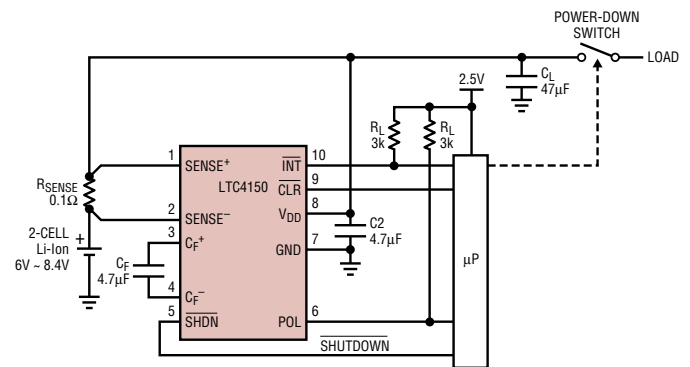 POWER-DOWN
SWITCH
LOAD
2.5V
CL
47μF
RL
3k
RL
3k
1
SENSE+
INT
10
LTC4150
CLR
9
RSENSE
0.1Ω
2
SENSE–
VDD
8
C2
4.7μF
2-CELL
Li-Ion
6V ~ 8.4V
+
3
CF+
GND
7
CF
4.7μF
μP
4
CF–
5
SHDN
POL
6
SHUTDOWN